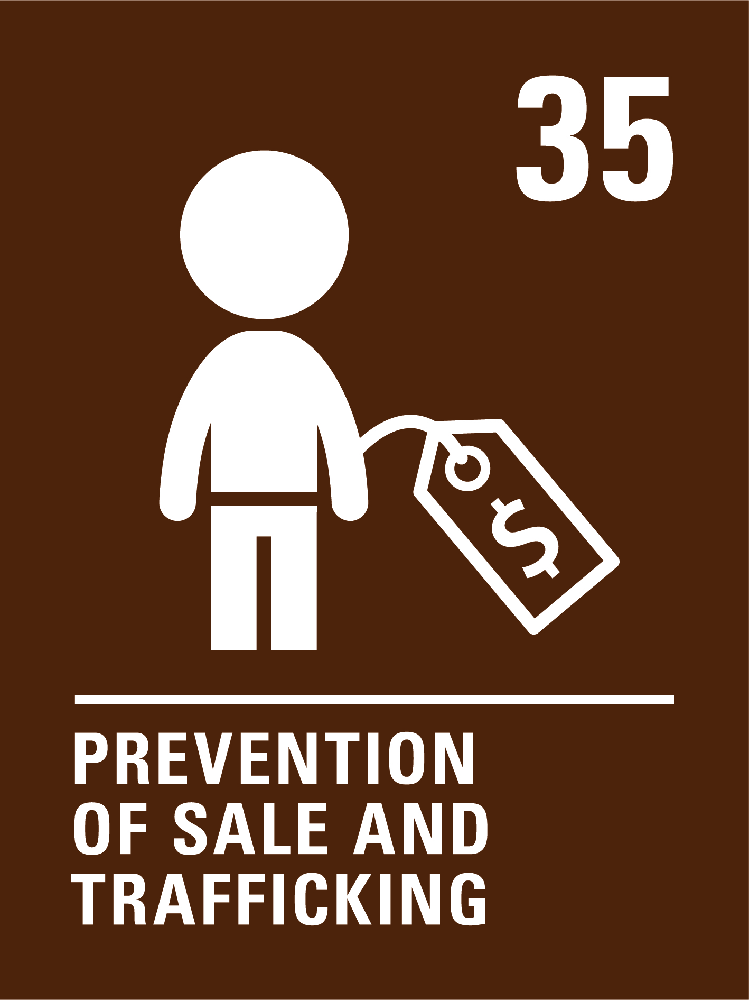 35
$
PREVENTION
OF SALE AND
TRAFFICKING